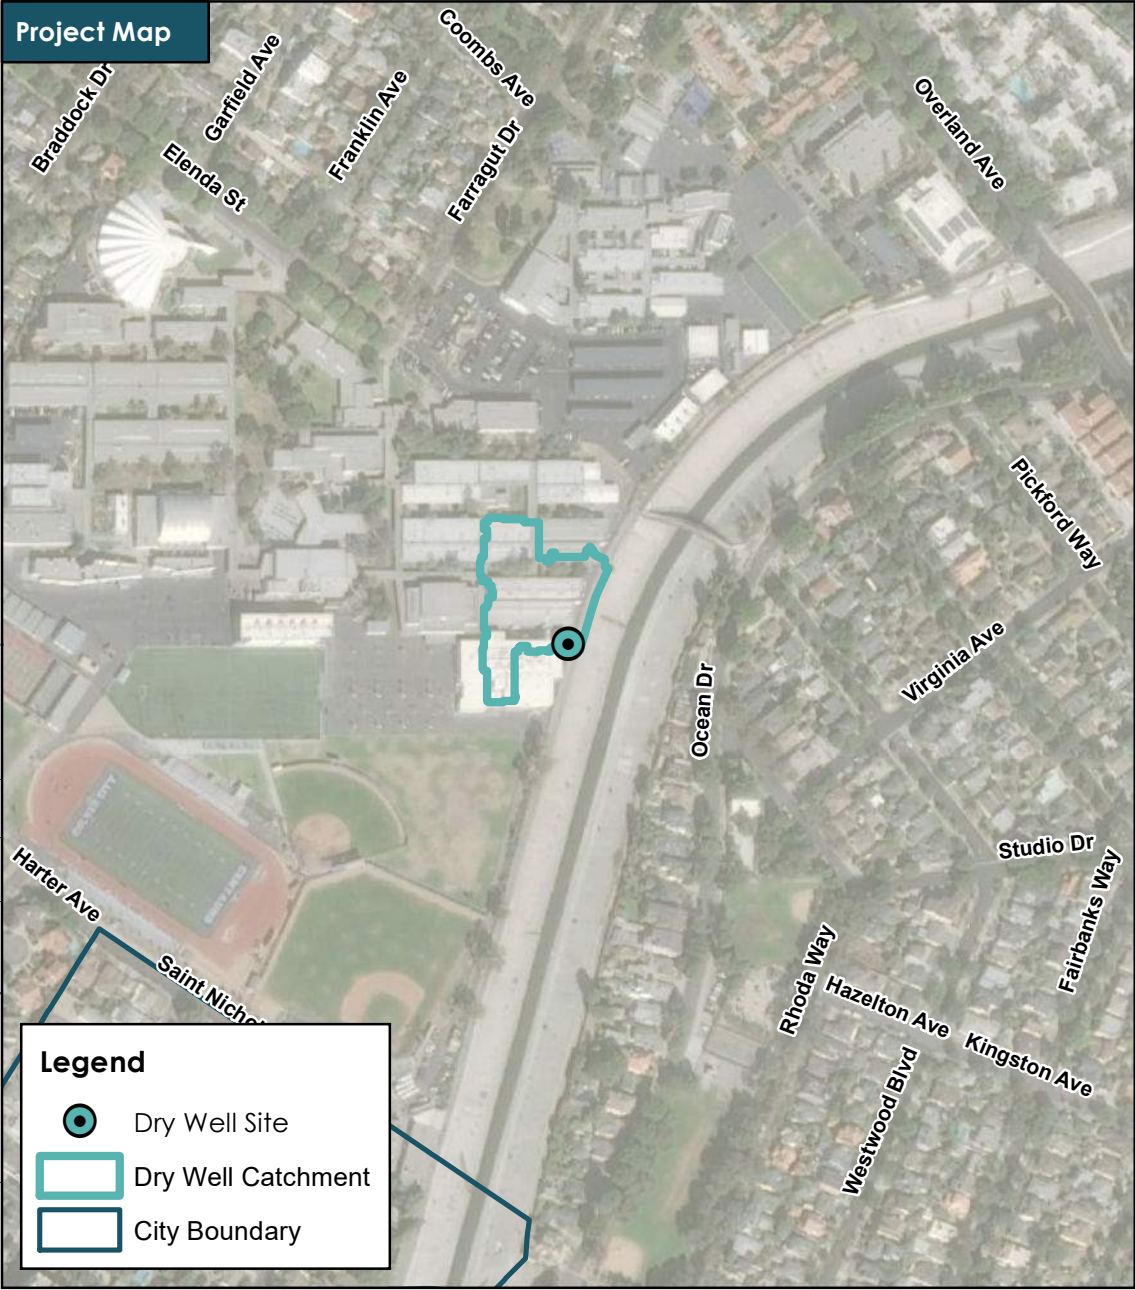 Project Map
Coombs Ave
Garfield Ave
Braddock Dr
Franklin Ave
Overland Ave
Farragut Dr
Elenda St
Pickford Way
Virginia Ave
Ocean Dr
Studio Dr
Harter Ave
Fairbanks Way
Rhoda Way
Saint Nichol
Hazelton Ave
Kingston Ave
Westwood Blvd
Legend
Dry Well Site
Dry Well Catchment
City Boundary